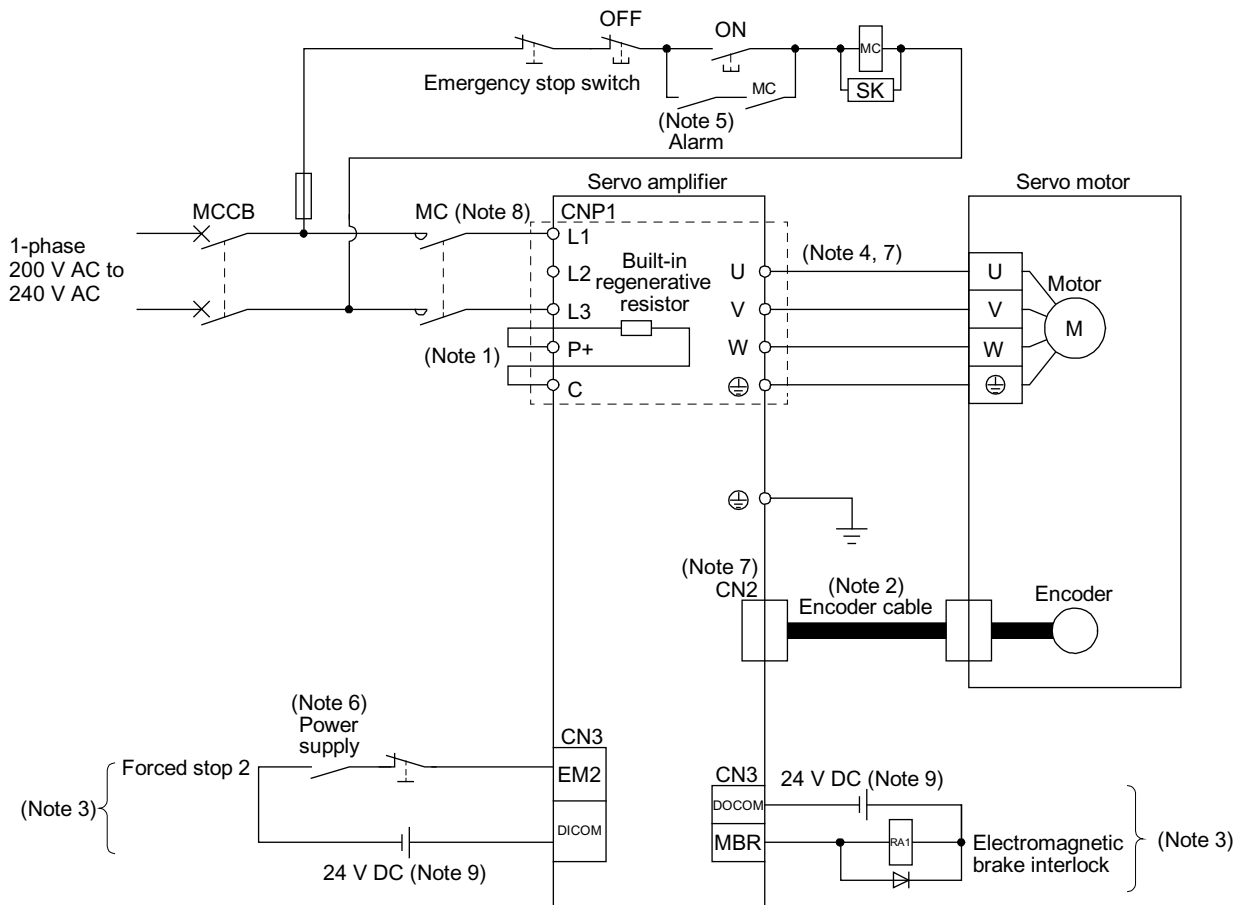 OFF
ON
MC
Emergency stop switch
SK
MC
(Note 5)
Alarm
Servo amplifier
Servo motor
MCCB
MC (Note 8)
CNP1
1-phase
200 V AC to
240 V AC
L1
L2
L3
P+
C
Built-in
regenerative
resistor
(Note 1)
U
V
W
(Note 4, 7)
U
V
W
Motor
M
(Note 7)
CN2
(Note 2)
Encoder cable
Encoder
(Note 6)
Power
supply
CN3
Forced stop 2
EM2
(Note 3)
DICOM
24 V DC (Note 9)
CN3
24 V DC (Note 9)
DOCOM
MBR
RA1
Electromagnetic
brake interlock
(Note 3)